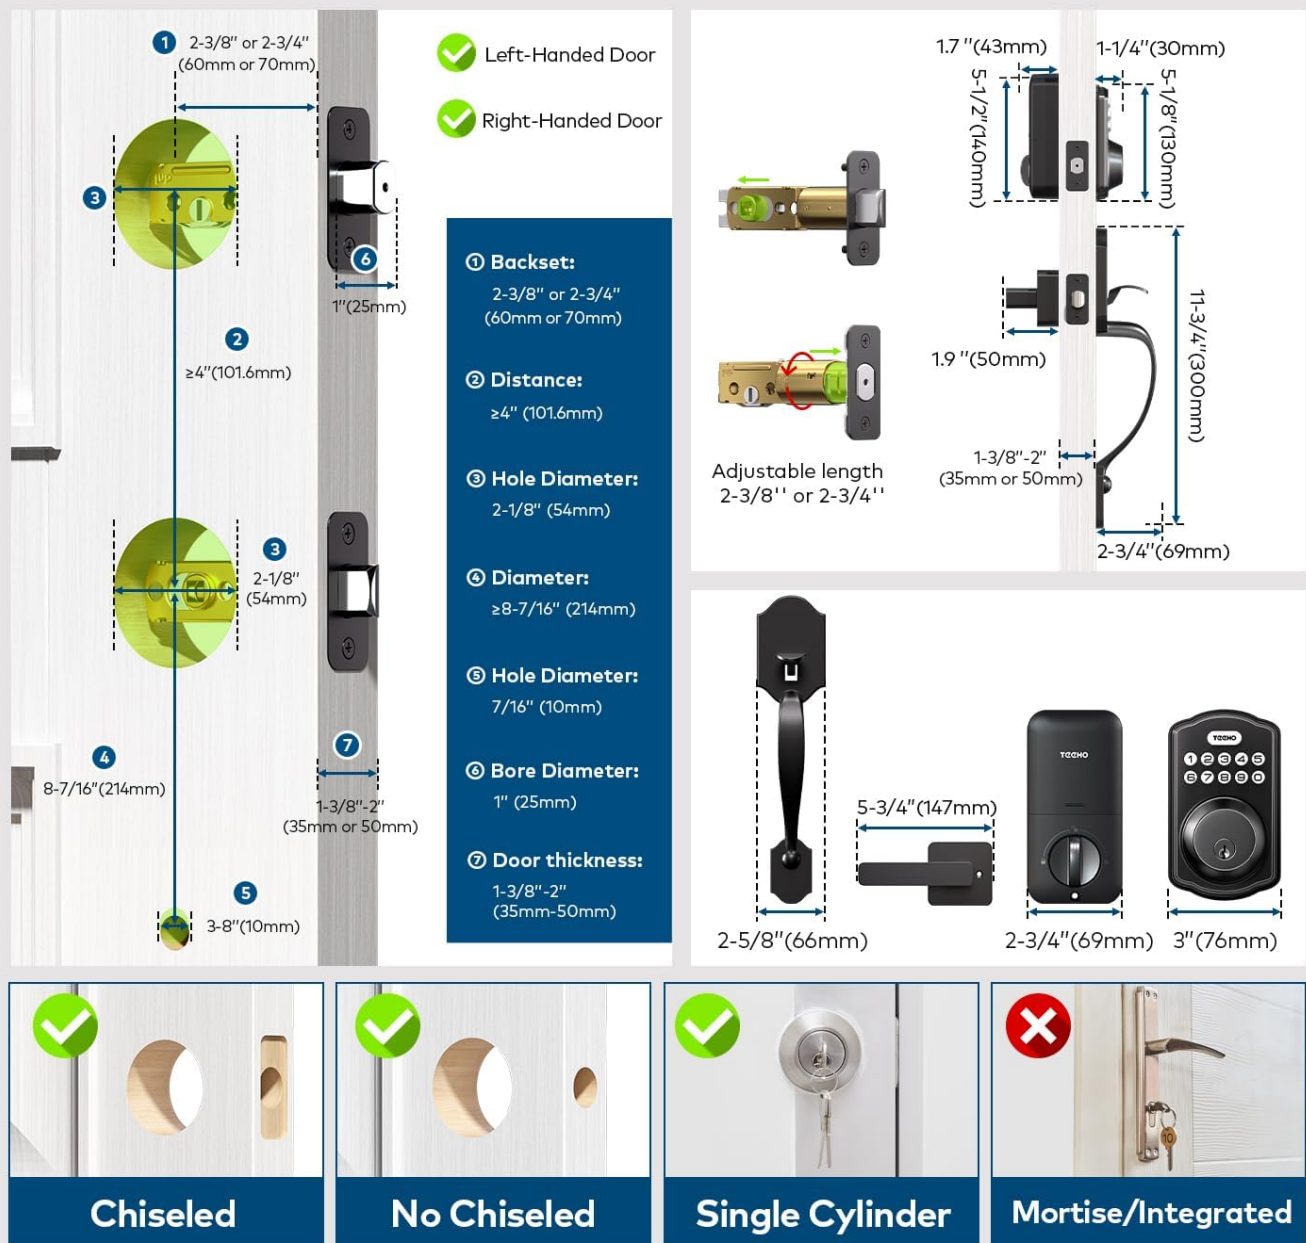 1 2-3/8" or 2-3/4"
(60mm or 70mm)
3
6
1"(25mm)
2
≥4"(101.6mm)
3
2-1/8"
(54mm)
4
8-7/16"(214mm)
7
1-3/8"-2"
(35mm or 50mm)
5
3-8"(10mm)
Left-Handed Door
Right-Handed Door
① Backset:
2-3/8" or 2-3/4"
(60mm or 70mm)
② Distance:
≥4" (101.6mm)
③ Hole Diameter:
2-1/8" (54mm)
④ Diameter:
≥8-7/16" (214mm)
⑤ Hole Diameter:
7/16" (10mm)
⑥ Bore Diameter:
1" (25mm)
⑦ Door thickness:
1-3/8"-2"
(35mm-50mm)
Adjustable length
2-3/8'' or 2-3/4''
1.7 "(43mm)
1-1/4"(30mm)
5-1/2"(140mm)
5-1/8"(130mm)
1.9 "(50mm)
11-3/4"(300mm)
1-3/8"-2"
(35mm or 50mm)
2-3/4"(69mm)
2-5/8"(66mm)
5-3/4"(147mm)
TEEHO
2-3/4"(69mm)
TEEHO
1 2 3 4 5
6 7 8 9 0
3"(76mm)
Chiseled
No Chiseled
Single Cylinder
10
Mortise/Integrated